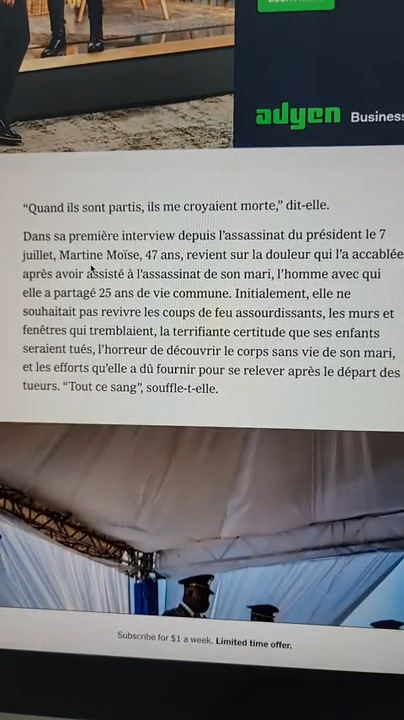 adyen Business
“Quand ils sont partis, ils me croyaient morte,” dit-elle.
Dans sa première interview depuis l’assassinat du président le 7
juillet, Martine Moïse, 47 ans, revient sur la douleur qui l’a accablée
après avoir assisté à l’assassinat de son mari, l’homme avec qui
elle a partagé 25 ans de vie commune. Initialement, elle ne
souhaitait pas revivre les coups de feu assourdissants, les murs et
fenêtres qui tremblaient, la terrifiante certitude que ses enfants
seraient tués, l’horreur de découvrir le corps sans vie de son mari,
et les efforts qu’elle a dû fournir pour se relever après le départ des
tueurs. “Tout ce sang”, souffle-t-elle.
Subscribe for $1 a week. Limited time offer.